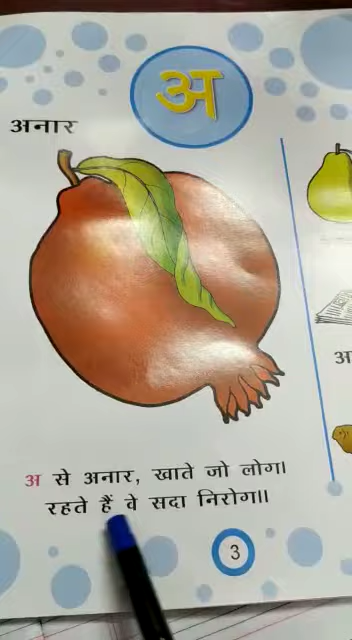 अ
अनार
अ से अनार, खाते जो लोग।
रहते हैं वे सदा निरोग॥
3